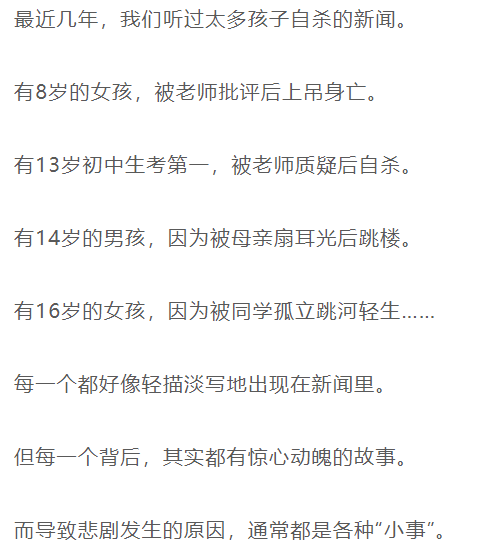 最近几年，我们听过太多孩子自杀的新闻。
有8岁的女孩，被老师批评后上吊身亡。
有13岁初中生考第一，被老师质疑后自杀。
有14岁的男孩，因为被母亲扇耳光后跳楼。
有16岁的女孩，因为被同学孤立跳河轻生……
每一个都好像轻描淡写地出现在新闻里。
但每一个背后，其实都有惊心动魄的故事。
而导致悲剧发生的原因，通常都是各种“小事”。